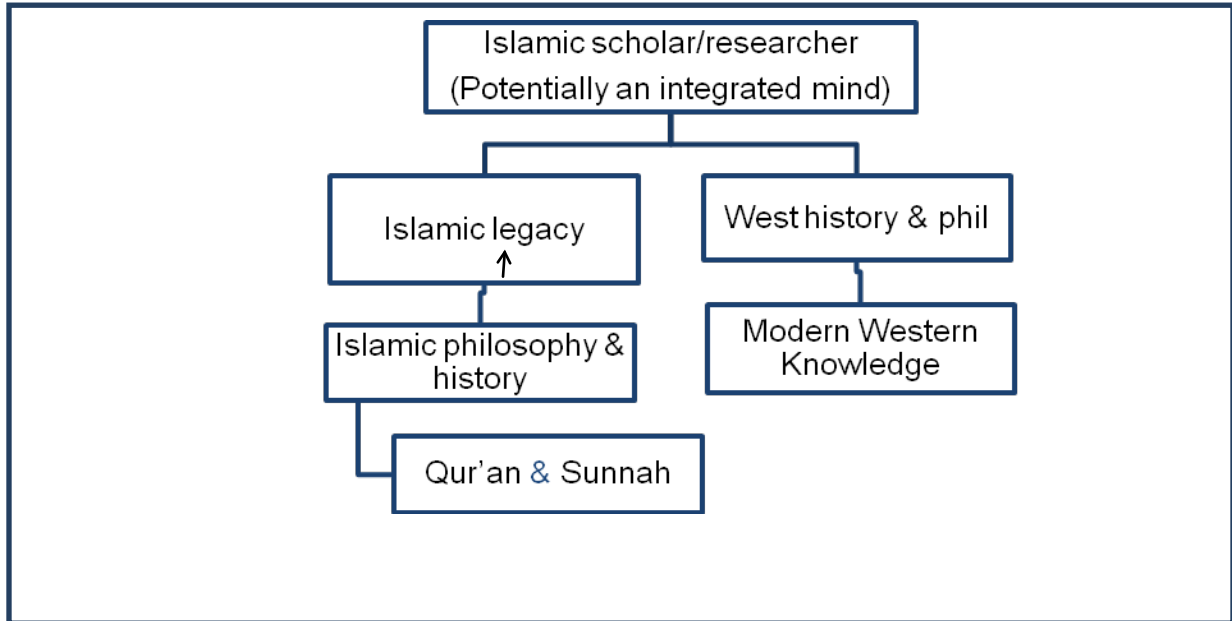 Islamic scholar/researcher
(Potentially an integrated mind)
Islamic legacy
West history & phil
Islamic philosophy &
history
Modern Western
Knowledge
Qur’an & Sunnah